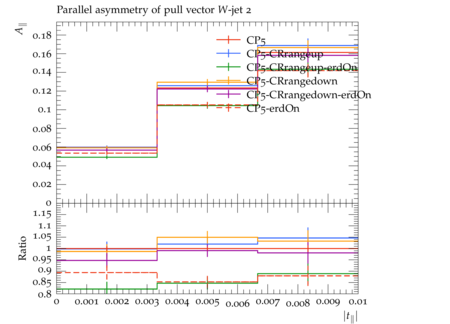 Parallel asymmetry of pull vector W-jet 2
A∥
0.18
0.16
0.14
0.12
0.1
0.08
0.06
0.04
0.02
0
CP5
CP5-CRrangeup
CP5-CRrangeup-erdOn
CP5-CRrangedown
CP5-CRrangedown-erdOn
CP5-erdOn
Ratio
1.15
1.1
1.05
1
0.95
0.9
0.85
0.8
0 0.001 0.002 0.003 0.004 0.005 0.006 0.007 0.008 0.009 0.01
|t∥|